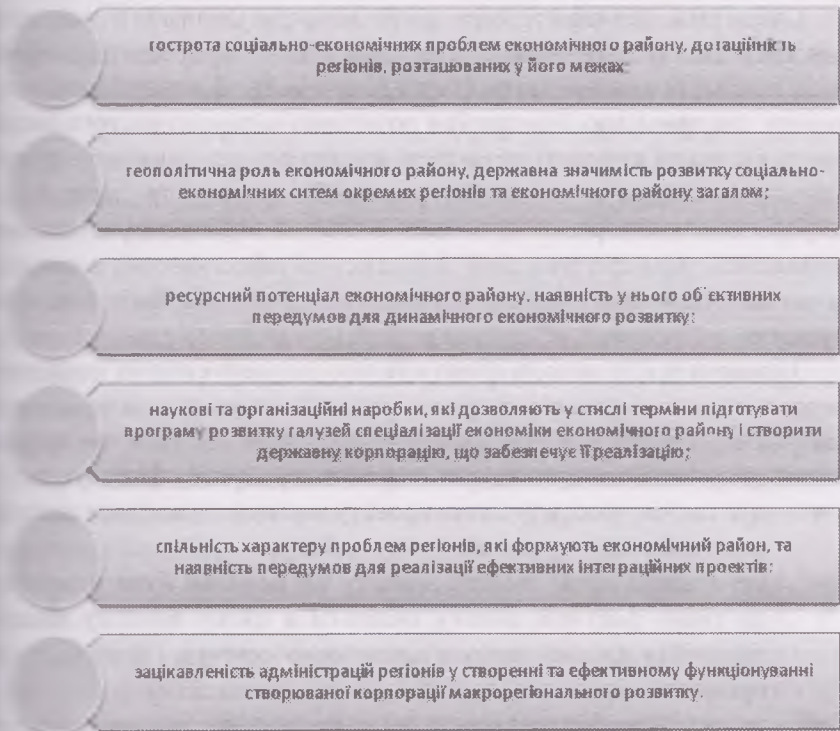 гострота соціально-економічних проблем економічного району, дотаційність
регіонів, розташованих у його межах;
геополітична роль економічного району, державна значимість розвитку соціально-
економічних ситем окремих регіонів та економічного району загалом;
ресурсний потенціал економічного району, наявність у нього об'єктивних
передумов для динамічного економічного розвитку;
наукові та організаційні наробки, які дозволяють у стислі терміни підготувати
програму розвитку галузей спеціалізації економіки економічного району і створити
державну корпорацію, що забезпечує її реалізацію;
спільність характеру проблем регіонів, які формують економічний район, та
наявність передумов для реалізації ефективних інтеграційних проектів;
зацікавленість адміністрацій регіонів у створенні та ефективному функціонуванні
створюваної корпорації макрорегіонального розвитку.